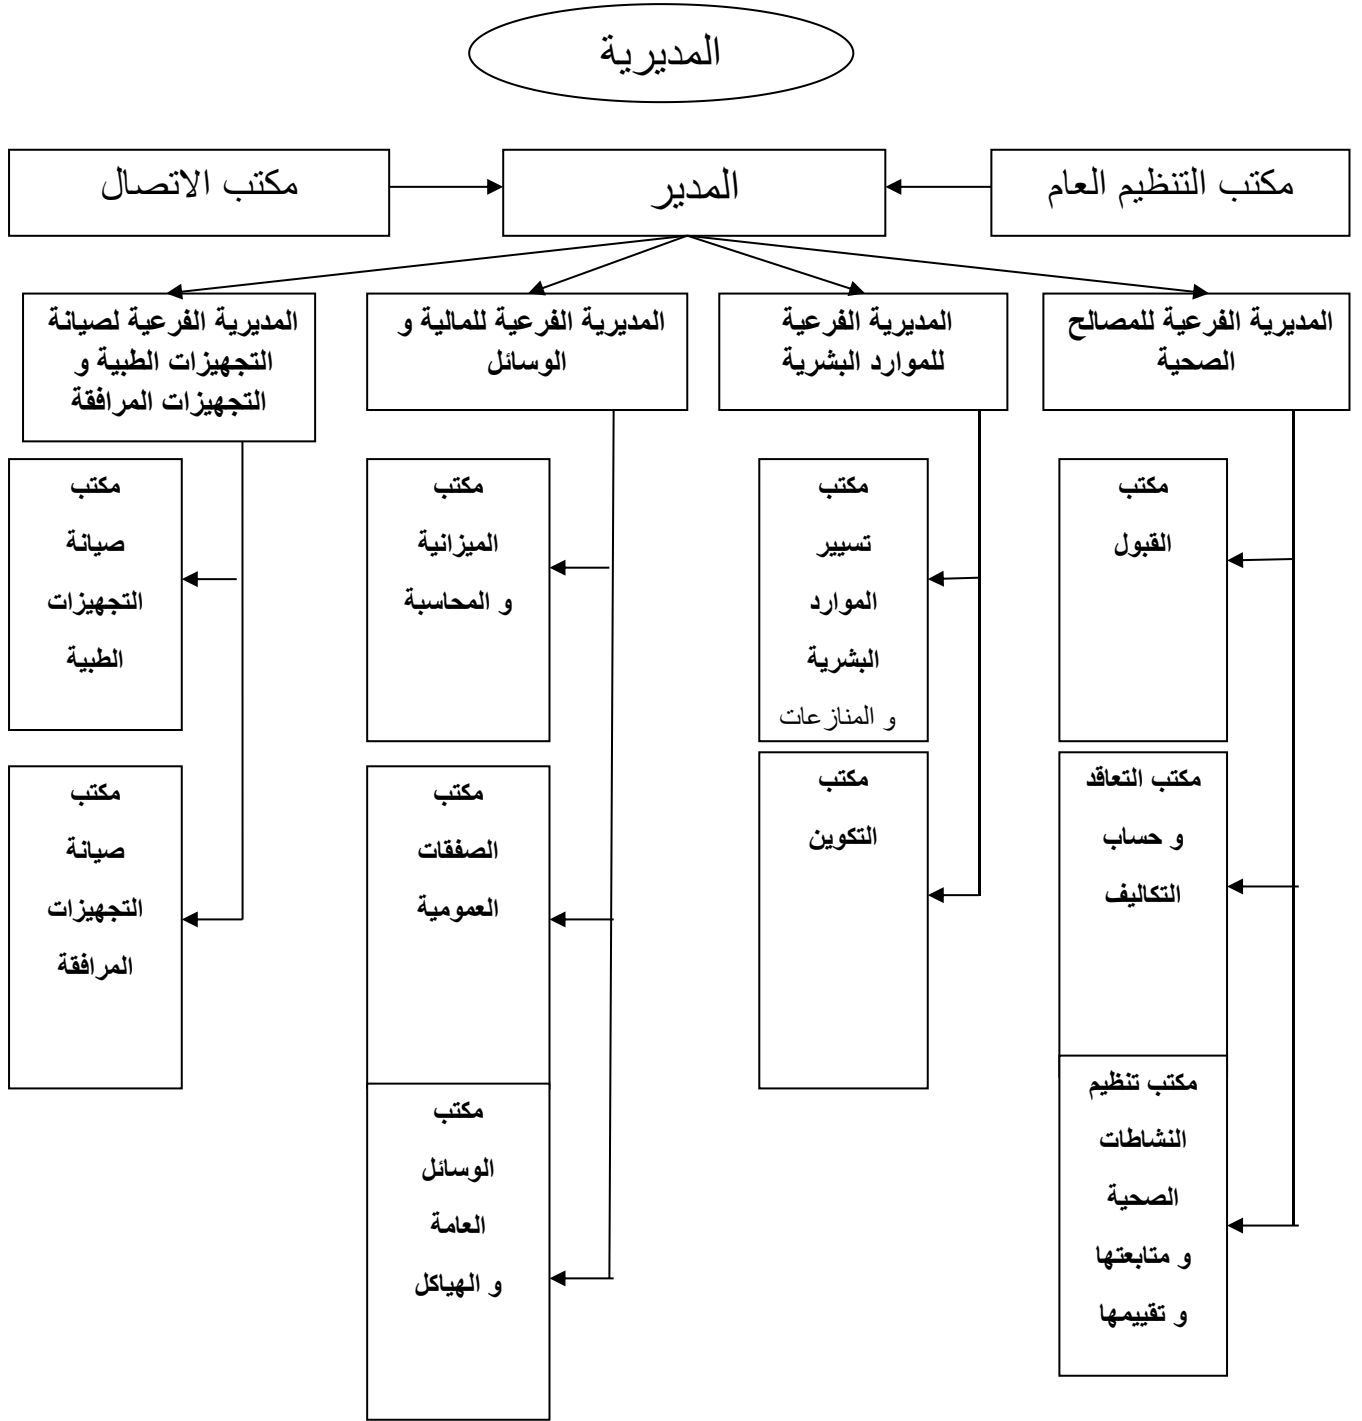 المديرية
مكتب التنظيم العام
المدير
مكتب الاتصال
المديرية الفرعية للمصالح
الصحية
المديرية الفرعية
للموارد البشرية
المديرية الفرعية للمالية و
الوسائل
المديرية الفرعية لصيانة
التجهيزات الطبية و
التجهيزات المرافقة
مكتب
القبول
مكتب
تسيير
الموارد
البشرية
و المنازعات
مكتب
الميزانية
و المحاسبة
مكتب
صيانة
التجهيزات
الطبية
مكتب التعاقد
و حساب
التكاليف
مكتب
التكوين
مكتب
الصفقات
العمومية
مكتب
صيانة
التجهيزات
المرافقة
مكتب تنظيم
النشاطات
الصحية
و متابعتها
و تقييمها
مكتب
الوسائل
العامة
و الهياكل